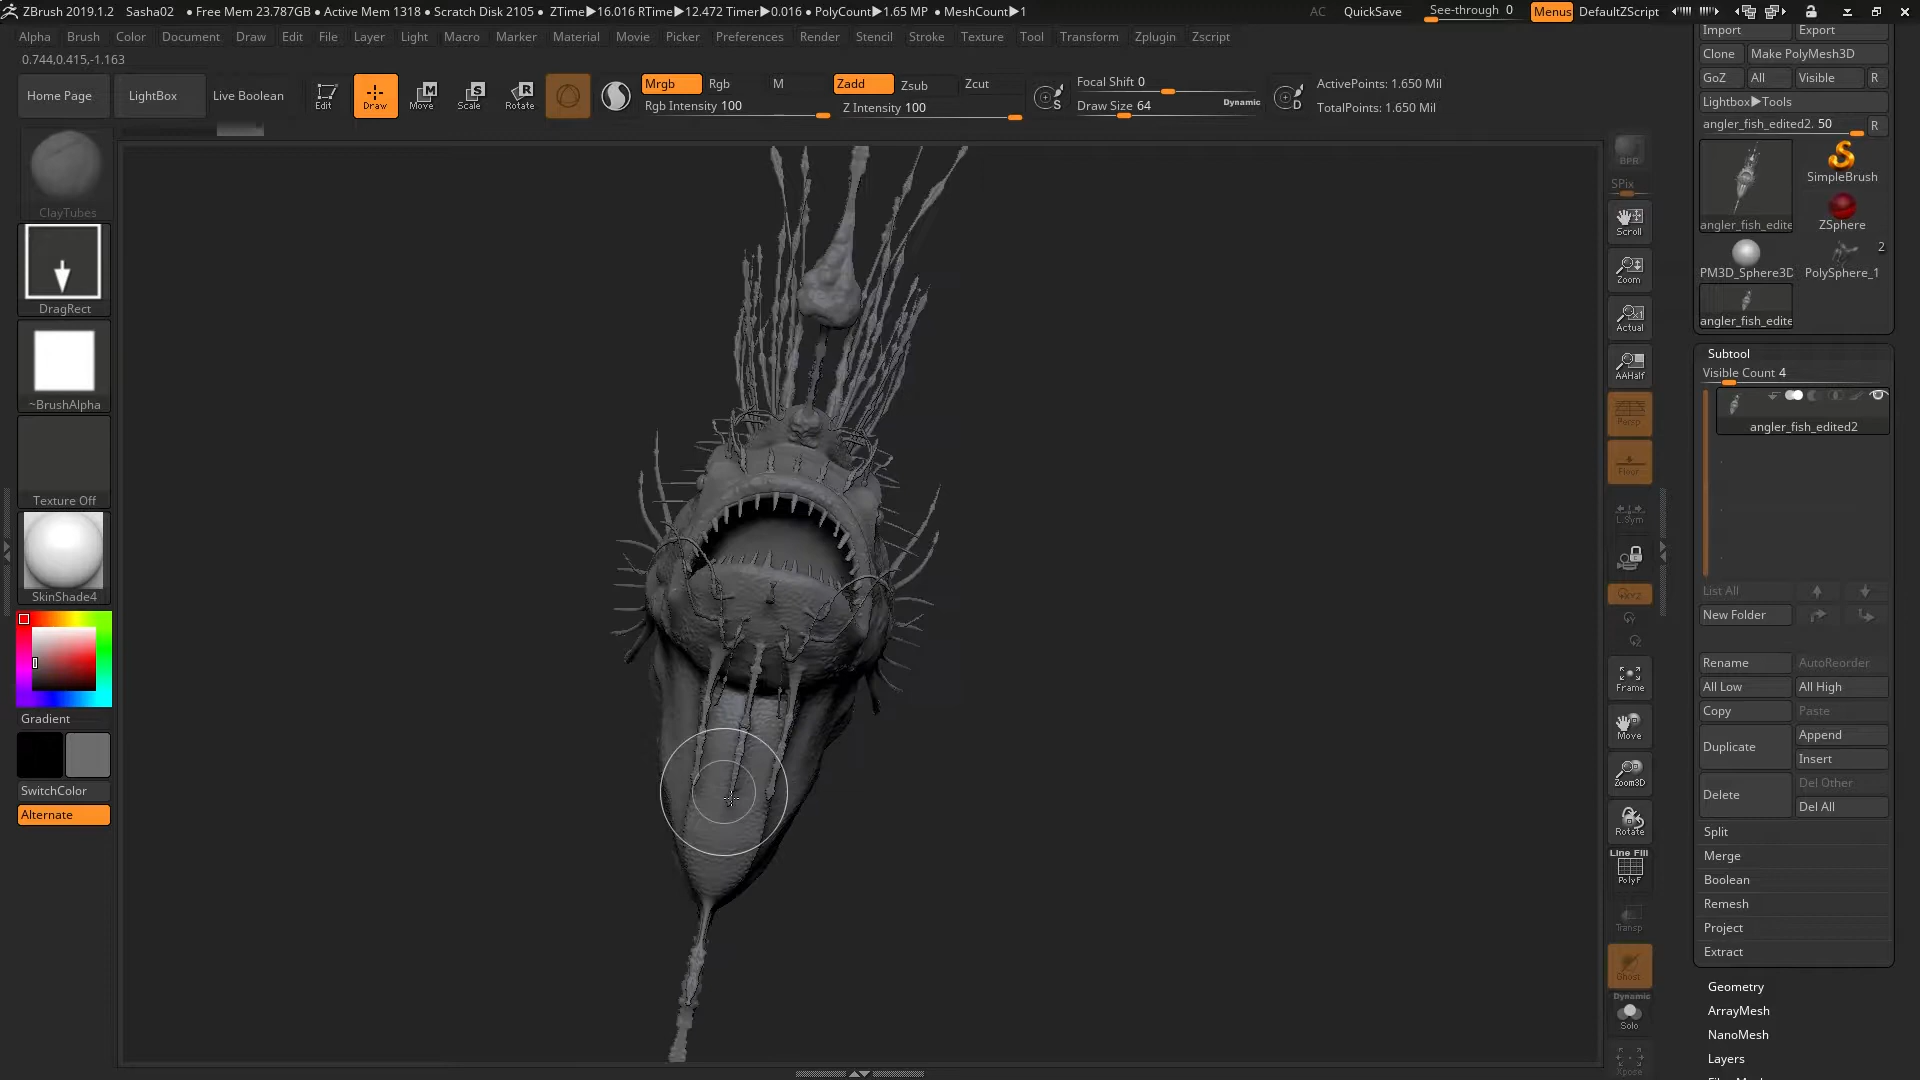 ZBrush 2019.1.2 Sasha02 ● Free Mem 23.787GB ● Active Mem 1318 ● Scratch Disk 2105 ● ZTime▶16.016 RTime▶12.472 Timer▶0.016 ● PolyCount▶1.65 MP ● MeshCount▶1 AC QuickSave See-through 0 Menus DefaultZScript
Alpha Brush Color Document Draw Edit File Layer Light Macro Marker Material Movie Picker Preferences Render Stencil Stroke Texture Tool Transform Zplugin Zscript
0.744,0.415,-1.163
Home Page LightBox Live Boolean
Edit Draw Move Scale Rotate
Mrgb Rgb M
Rgb Intensity 100
Zadd Zsub Zcut
Z Intensity 100
Focal Shift 0
Draw Size 64 Dynamic
ActivePoints: 1.650 Mil
TotalPoints: 1.650 Mil
ClayTubes
DragRect
~BrushAlpha
Texture Off
SkinShade4
Gradient
SwitchColor
Alternate
BPR
SPix
Scroll
Zoom
Actual
AAHalf
Persp
Floor
L.Sym
XYZ
Frame
Move
Zoom3D
Rotate
Line Fill
PolyF
Transp
Ghost
Dynamic
Solo
Xpose
Import Export
Clone Make PolyMesh3D
GoZ All Visible R
Lightbox▶Tools
angler_fish_edited2. 50 R
angler_fish_edite
SimpleBrush
ZSphere
PM3D_Sphere3D
2
PolySphere_1
angler_fish_edite
Subtool
Visible Count 4
angler_fish_edited2
List All
New Folder
Rename AutoReorder
All Low All High
Copy Paste
Duplicate Append
Insert
Delete Del Other
Del All
Split
Merge
Boolean
Remesh
Project
Extract
Geometry
ArrayMesh
NanoMesh
Layers